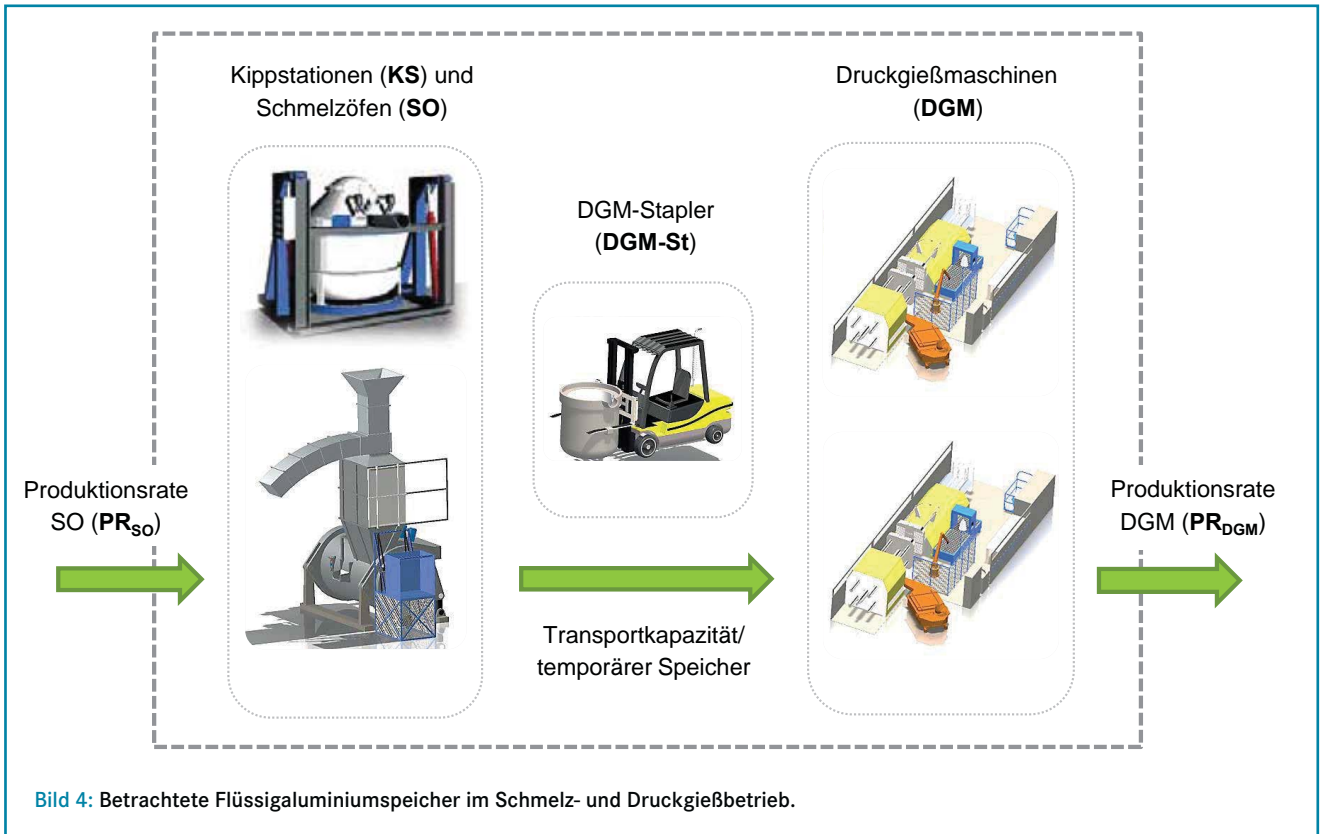 Kippstationen (KS) und
Schmelzöfen (SO)
DGM-Stapler
(DGM-St)
Druckgießmaschinen
(DGM)
Produktionsrate
SO (PRSO)
Transportkapazität/
temporärer Speicher
Produktionsrate
DGM (PRDGM)
Bild 4: Betrachtete Flüssigaluminiumspeicher im Schmelz- und Druckgießbetrieb.